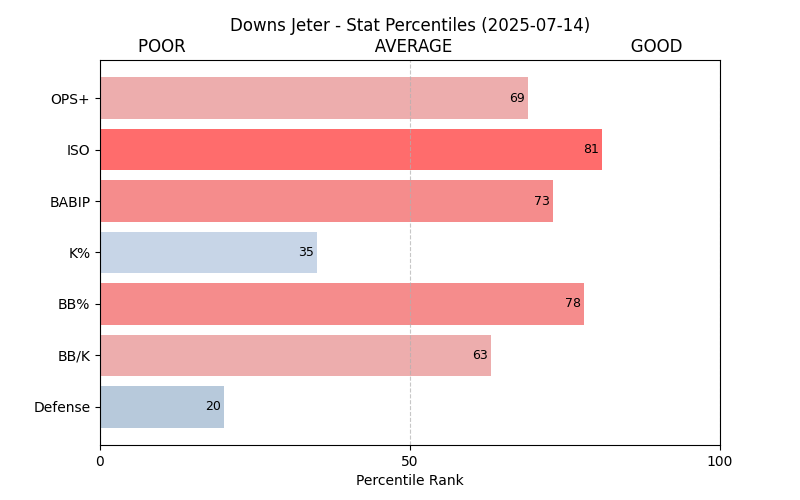 Downs Jeter - Stat Percentiles (2025-07-14)
POOR AVERAGE GOOD
OPS+ 69
ISO 81
BABIP 73
K% 35
BB% 78
BB/K 63
Defense 20
0 50 100
Percentile Rank